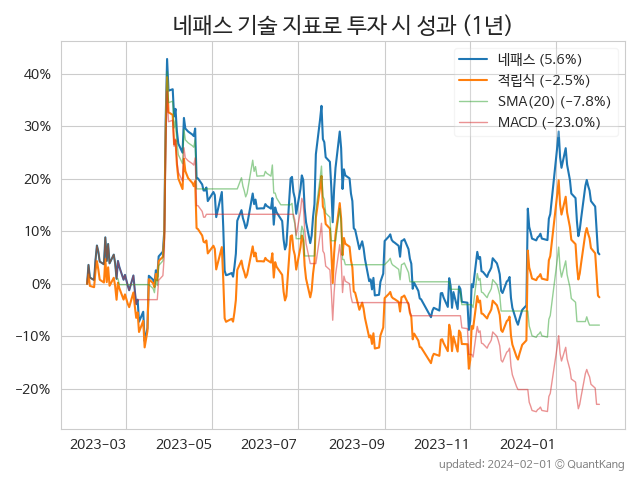 네패스 기술 지표로 투자 시 성과 (1년)
네패스 (5.6%)
적립식 (−2.5%)
SMA(20) (−7.8%)
MACD (−23.0%)
40%
30%
20%
10%
0%
−10%
−20%
2023-03 2023-05 2023-07 2023-09 2023-11 2024-01
updated: 2024-02-01 © QuantKang